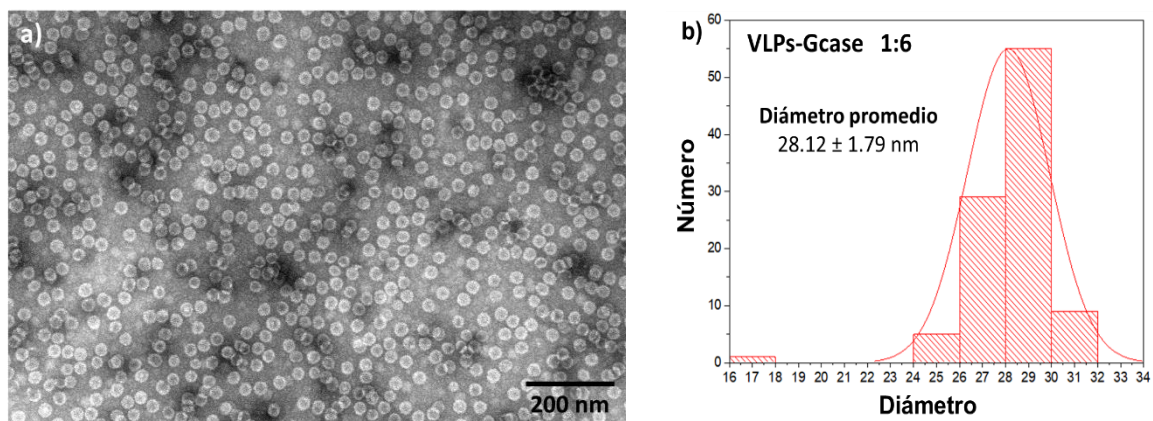 a)
200 nm
b)
VLPs-Gcase 1:6
Diámetro promedio
28.12 ± 1.79 nm
Número
60
50
40
30
20
10
0
16 17 18 19 20 21 22 23 24 25 26 27 28 29 30 31 32 33 34
Diámetro